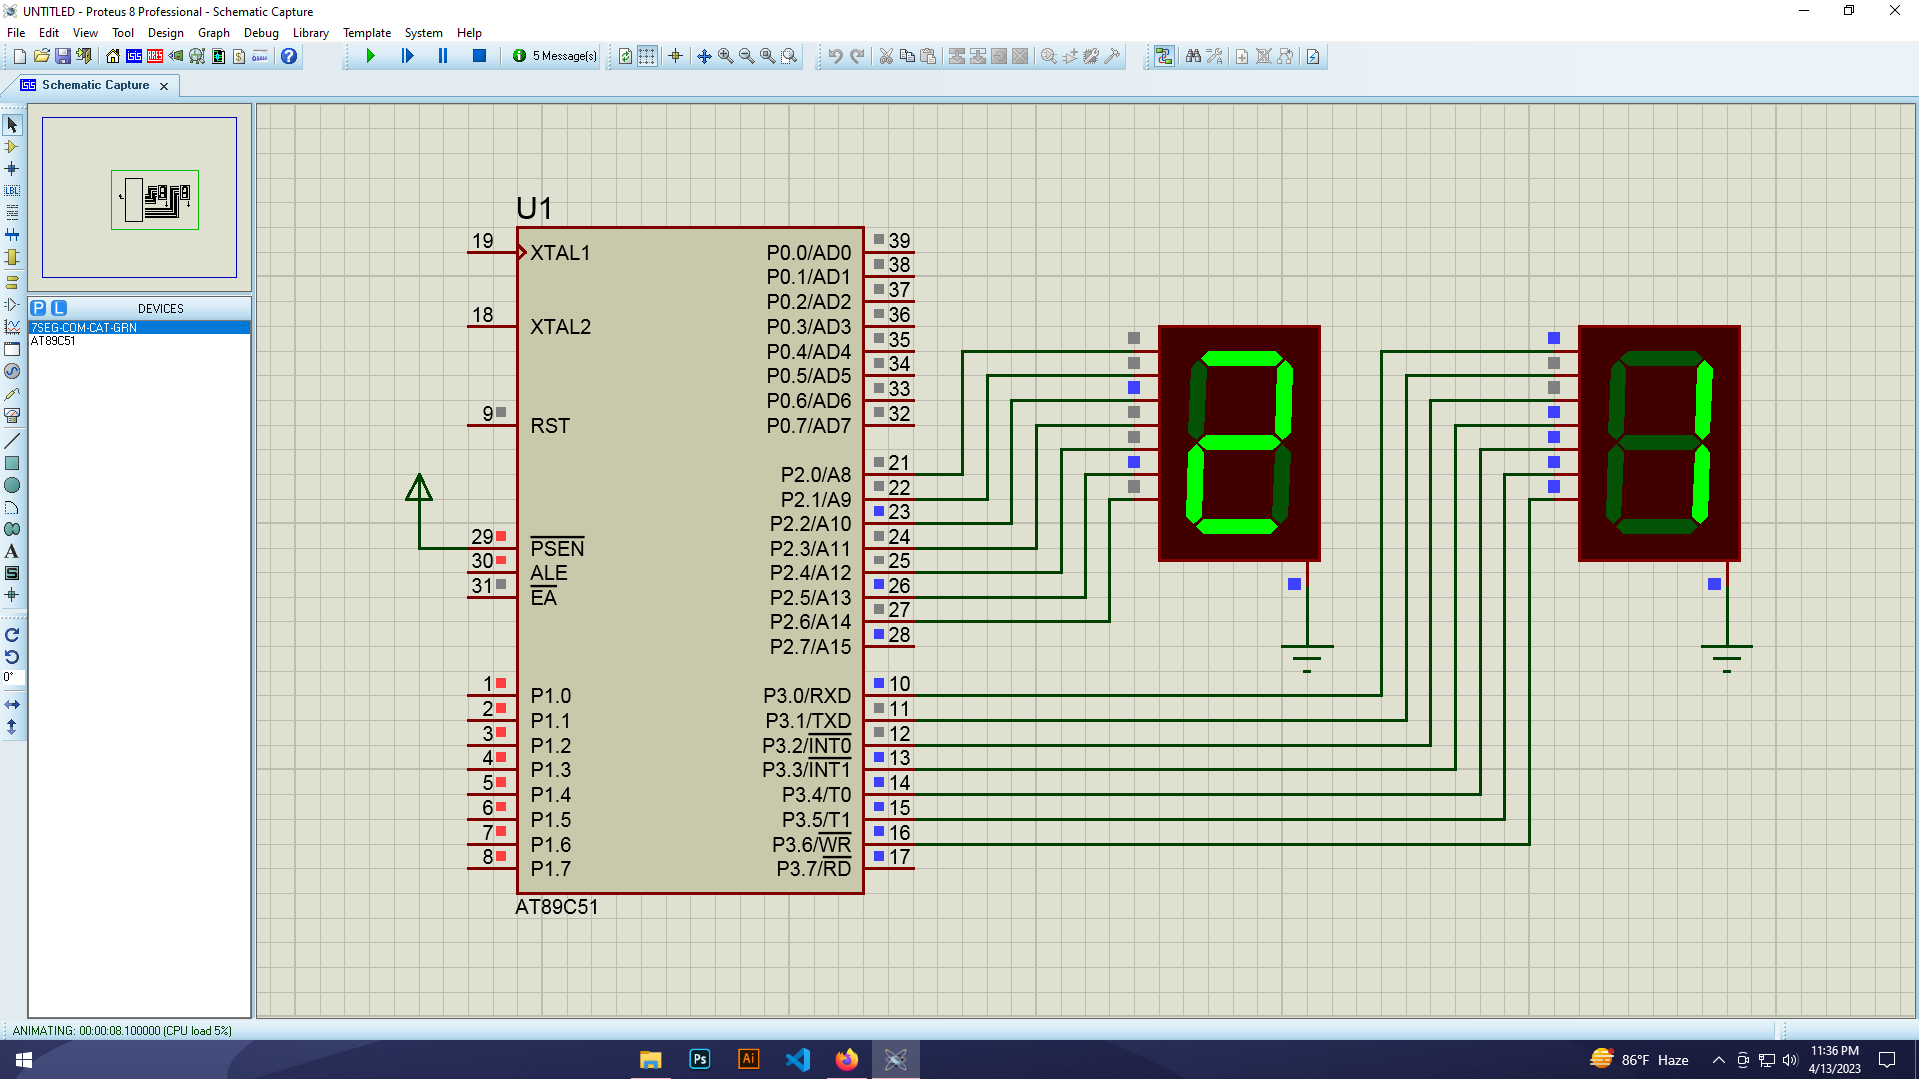 UNTITLED - Proteus 8 Professional - Schematic Capture
File Edit View Tool Design Graph Debug Library Template System Help
5 Message(s)
Schematic Capture
P L DEVICES
7SEG-COM-CAT-GRN
AT89C51
LBL
A
0°
U1
19 XTAL1
18 XTAL2
9 RST
29 PSEN
30 ALE
31 EA
1 P1.0
2 P1.1
3 P1.2
4 P1.3
5 P1.4
6 P1.5
7 P1.6
8 P1.7
P0.0/AD0 39
P0.1/AD1 38
P0.2/AD2 37
P0.3/AD3 36
P0.4/AD4 35
P0.5/AD5 34
P0.6/AD6 33
P0.7/AD7 32
P2.0/A8 21
P2.1/A9 22
P2.2/A10 23
P2.3/A11 24
P2.4/A12 25
P2.5/A13 26
P2.6/A14 27
P2.7/A15 28
P3.0/RXD 10
P3.1/TXD 11
P3.2/INT0 12
P3.3/INT1 13
P3.4/T0 14
P3.5/T1 15
P3.6/WR 16
P3.7/RD 17
AT89C51
2 1
ANIMATING: 00:00:08.100000 (CPU load 5%)
Ps Ai
86°F Haze
11:36 PM
4/13/2023